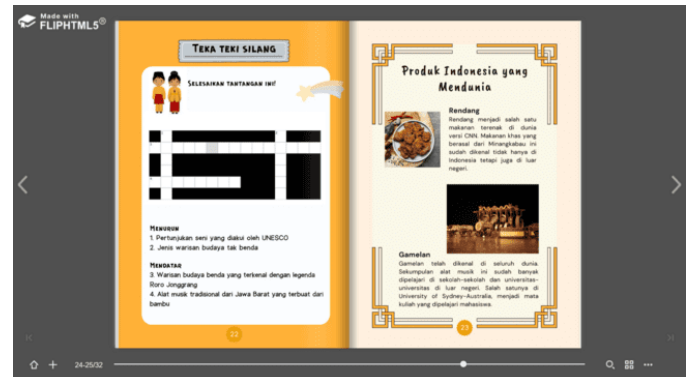 Made with
FLIPHTML5®
TEKA TEKI SILANG
SELESAIKAN TANTANGAN INI!
MENURUN
1. Pertunjukan seni yang diakui oleh UNESCO
2. Jenis warisan budaya tak benda
MENDATAR
3. Warisan budaya benda yang terkenal dengan legenda
Roro Jonggrang
4. Alat musik tradisional dari Jawa Barat yang terbuat dari
bambu
22
Produk Indonesia yang
Mendunia
Rendang
Rendang menjadi salah satu
makanan terenak di dunia
versi CNN. Makanan khas yang
berasal dari Minangkabau ini
sudah dikenal tidak hanya di
Indonesia tetapi juga di luar
negeri.
Gamelan
Gamelan telah dikenal di seluruh dunia.
Sekumpulan alat musik ini sudah banyak
dipelajari di sekolah-sekolah dan universitas-
universitas di luar negeri. Salah satunya di
University of Sydney-Australia, menjadi mata
kuliah yang dipelajari mahasiswa.
23
24-25/32